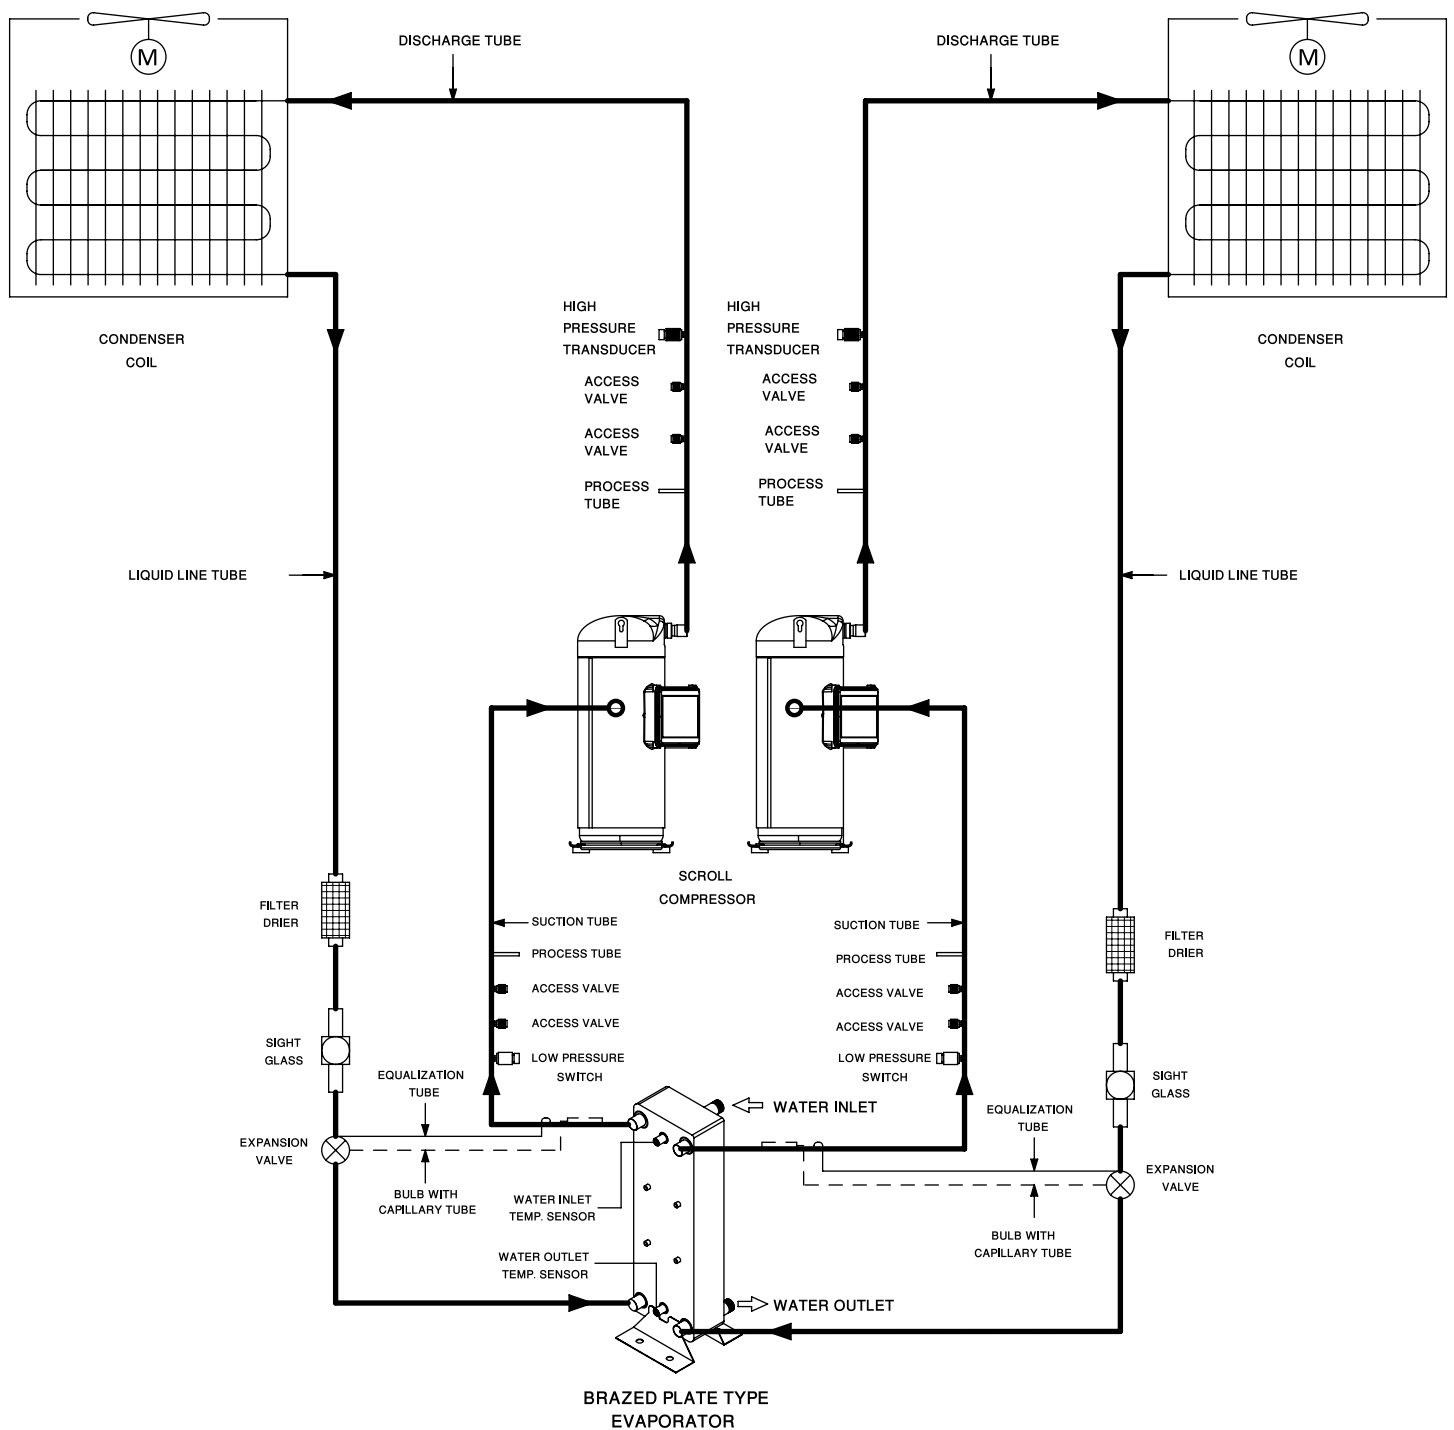 DISCHARGE TUBE
DISCHARGE TUBE
M
M
HIGH
PRESSURE
TRANSDUCER
HIGH
PRESSURE
TRANSDUCER
CONDENSER
COIL
CONDENSER
COIL
ACCESS
VALVE
ACCESS
VALVE
ACCESS
VALVE
ACCESS
VALVE
PROCESS
TUBE
PROCESS
TUBE
LIQUID LINE TUBE
LIQUID LINE TUBE
SCROLL
COMPRESSOR
FILTER
DRIER
SUCTION TUBE
SUCTION TUBE
FILTER
DRIER
PROCESS TUBE
PROCESS TUBE
ACCESS VALVE
ACCESS VALVE
ACCESS VALVE
ACCESS VALVE
SIGHT
GLASS
LOW PRESSURE
SWITCH
LOW PRESSURE
SWITCH
SIGHT
GLASS
EQUALIZATION
TUBE
WATER INLET
EQUALIZATION
TUBE
EXPANSION
VALVE
EXPANSION
VALVE
BULB WITH
CAPILLARY TUBE
WATER INLET
TEMP. SENSOR
BULB WITH
CAPILLARY TUBE
WATER OUTLET
TEMP. SENSOR
WATER OUTLET
BRAZED PLATE TYPE
EVAPORATOR